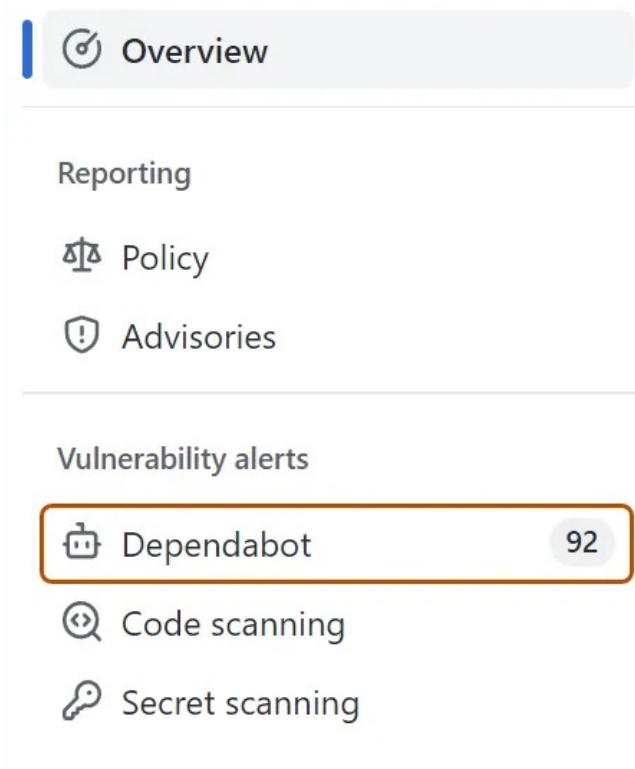 Overview
Reporting
Policy
Advisories
Vulnerability alerts
Dependabot 92
Code scanning
Secret scanning